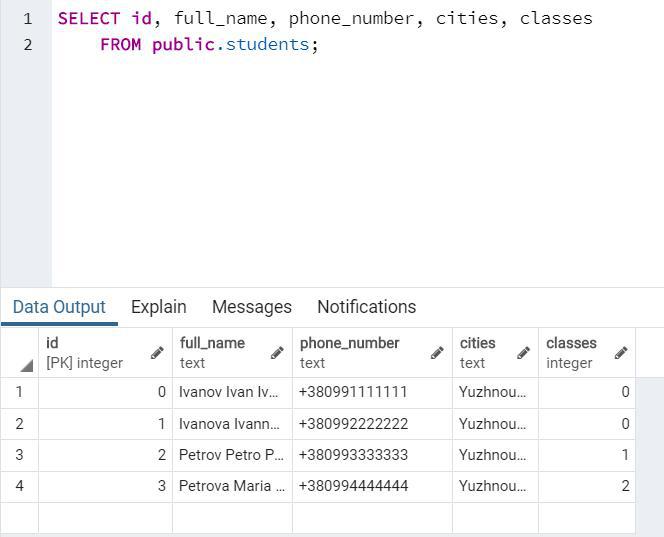 1 SELECT id, full_name, phone_number, cities, classes
2 FROM public.students;
Data Output Explain Messages Notifications
id full_name phone_number cities classes
[PK] integer text text text integer
1 0 Ivanov Ivan Iv... +380991111111 Yuzhnou... 0
2 1 Ivanova Ivann... +380992222222 Yuzhnou... 0
3 2 Petrov Petro P... +380993333333 Yuzhnou... 1
4 3 Petrova Maria ... +380994444444 Yuzhnou... 2